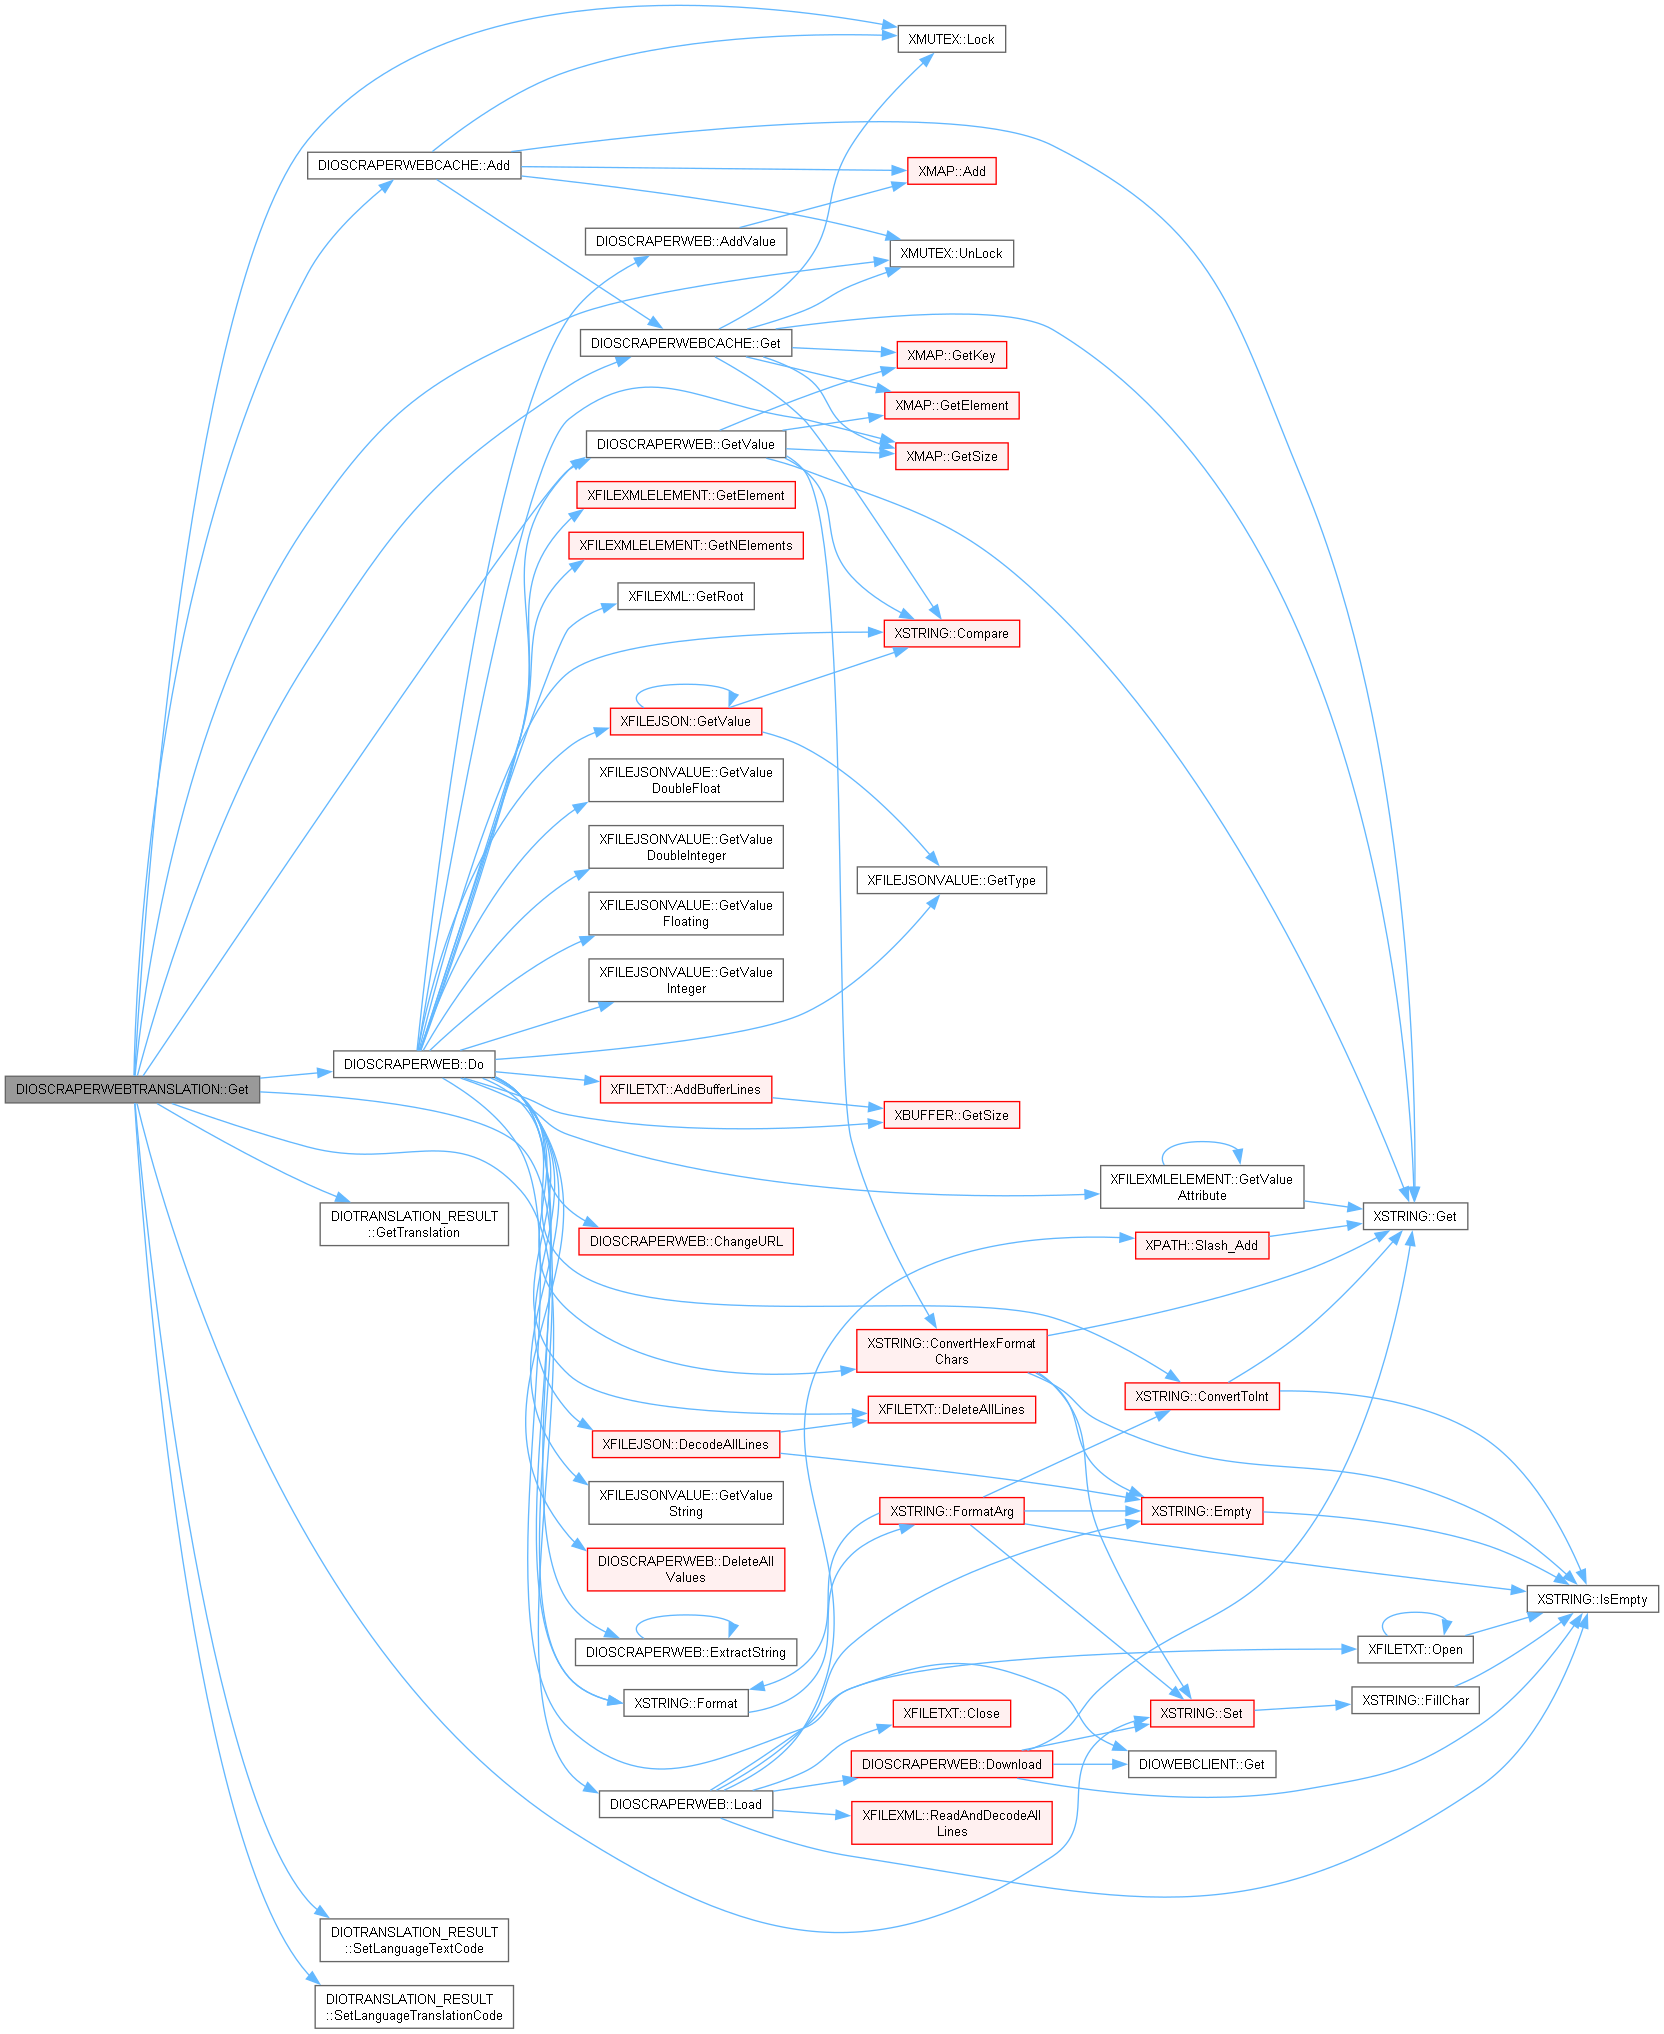 XMUTEX::Lock
DIOSCRAPERWEBCACHE::Add
XMAP::Add
DIOSCRAPERWEB::AddValue
XMUTEX::UnLock
DIOSCRAPERWEBCACHE::Get
XMAP::GetKey
XMAP::GetElement
DIOSCRAPERWEB::GetValue
XMAP::GetSize
XFILEXMLELEMENT::GetElement
XFILEXMLELEMENT::GetNElements
XFILEXML::GetRoot
XSTRING::Compare
XFILEJSON::GetValue
XFILEJSONVALUE::GetValue
DoubleFloat
XFILEJSONVALUE::GetValue
DoubleInteger
XFILEJSONVALUE::GetType
XFILEJSONVALUE::GetValue
Floating
XFILEJSONVALUE::GetValue
Integer
DIOSCRAPERWEB::Do
DIOSCRAPERWEBTRANSLATION::Get
XFILETXT::AddBufferLines
XBUFFER::GetSize
XFILEXMLELEMENT::GetValue
Attribute
DIOTRANSLATION_RESULT
::GetTranslation
XSTRING::Get
DIOSCRAPERWEB::ChangeURL
XPATH::Slash_Add
XSTRING::ConvertHexFormat
Chars
XSTRING::ConvertToInt
XFILETXT::DeleteAllLines
XFILEJSON::DecodeAllLines
XFILEJSONVALUE::GetValue
String
XSTRING::FormatArg
XSTRING::Empty
DIOSCRAPERWEB::DeleteAll
Values
XSTRING::IsEmpty
DIOSCRAPERWEB::ExtractString
XFILETXT::Open
XSTRING::Format
XSTRING::FillChar
XFILETXT::Close
XSTRING::Set
DIOSCRAPERWEB::Download
DIOWEBCLIENT::Get
DIOSCRAPERWEB::Load
XFILEXML::ReadAndDecodeAll
Lines
DIOTRANSLATION_RESULT
::SetLanguageTextCode
DIOTRANSLATION_RESULT
::SetLanguageTranslationCode